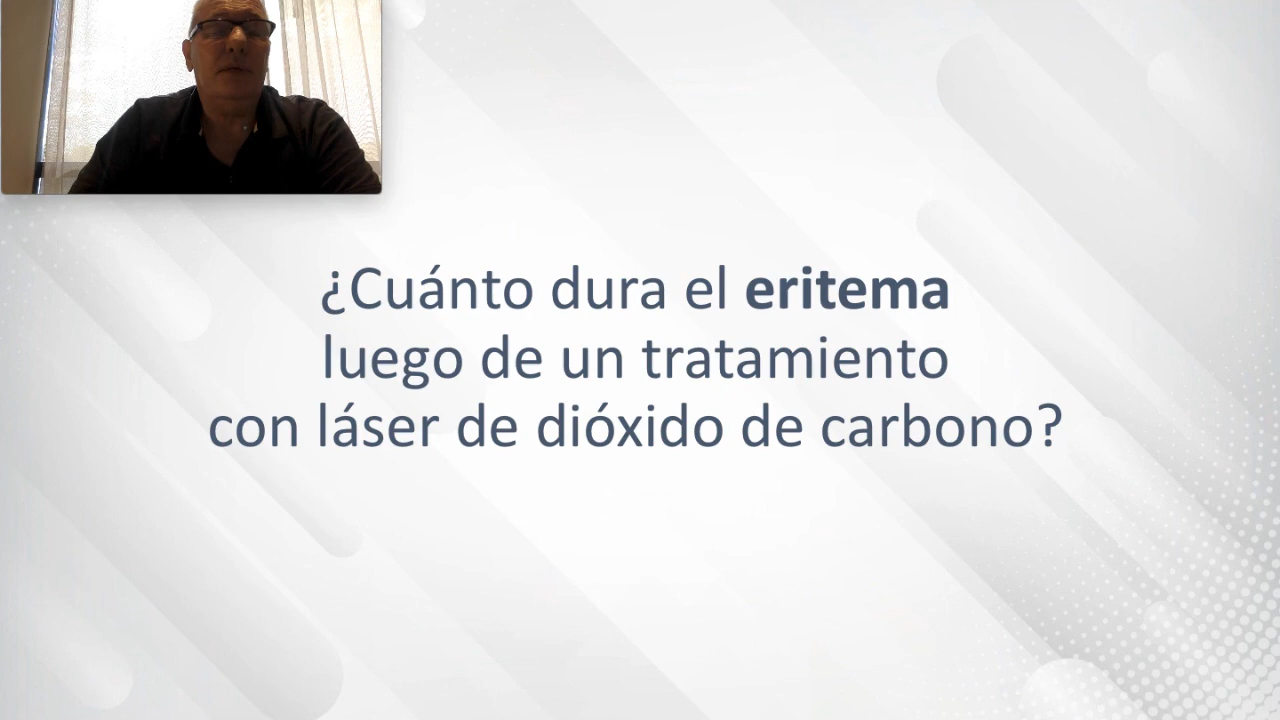 ¿Cuánto dura el eritema
luego de un tratamiento
con láser de dióxido de carbono?